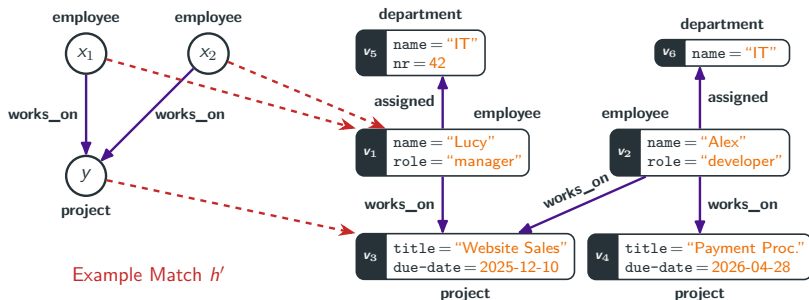 employee
x1
employee
x2
works_on
works_on
y
project
Example Match h′
department
v5
name = “IT”
nr = 42
assigned
employee
v1
name = “Lucy”
role = “manager”
works_on
v3
title = “Website Sales”
due-date = 2025-12-10
project
department
v6
name = “IT”
assigned
employee
v2
name = “Alex”
role = “developer”
works_on
works_on
v4
title = “Payment Proc.”
due-date = 2026-04-28
project